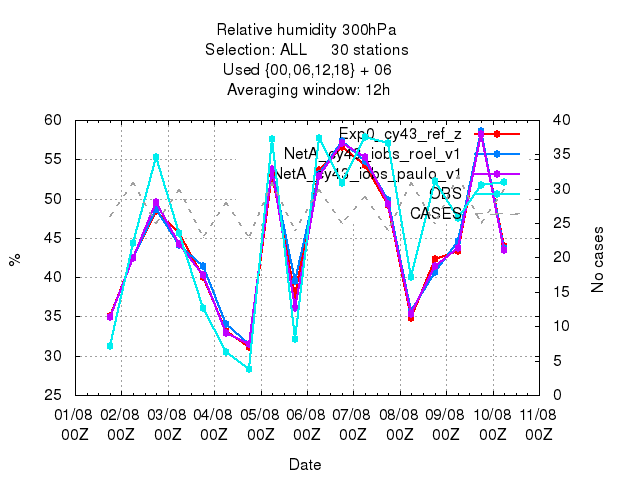 Relative humidity 300hPa
Selection: ALL 30 stations
Used {00,06,12,18} + 06
Averaging window: 12h
60
55
50
45
40
35
30
25
%
40
35
30
25
20
15
10
5
0
No cases
Exp0_cy43_ref_z
NetA_cy43_iobs_roel_v1
NetA_cy43_iobs_paulo_v1
OBS
CASES
01/08 02/08 03/08 04/08 05/08 06/08 07/08 08/08 09/08 10/08 11/08
00Z 00Z 00Z 00Z 00Z 00Z 00Z 00Z 00Z 00Z 00Z
Date